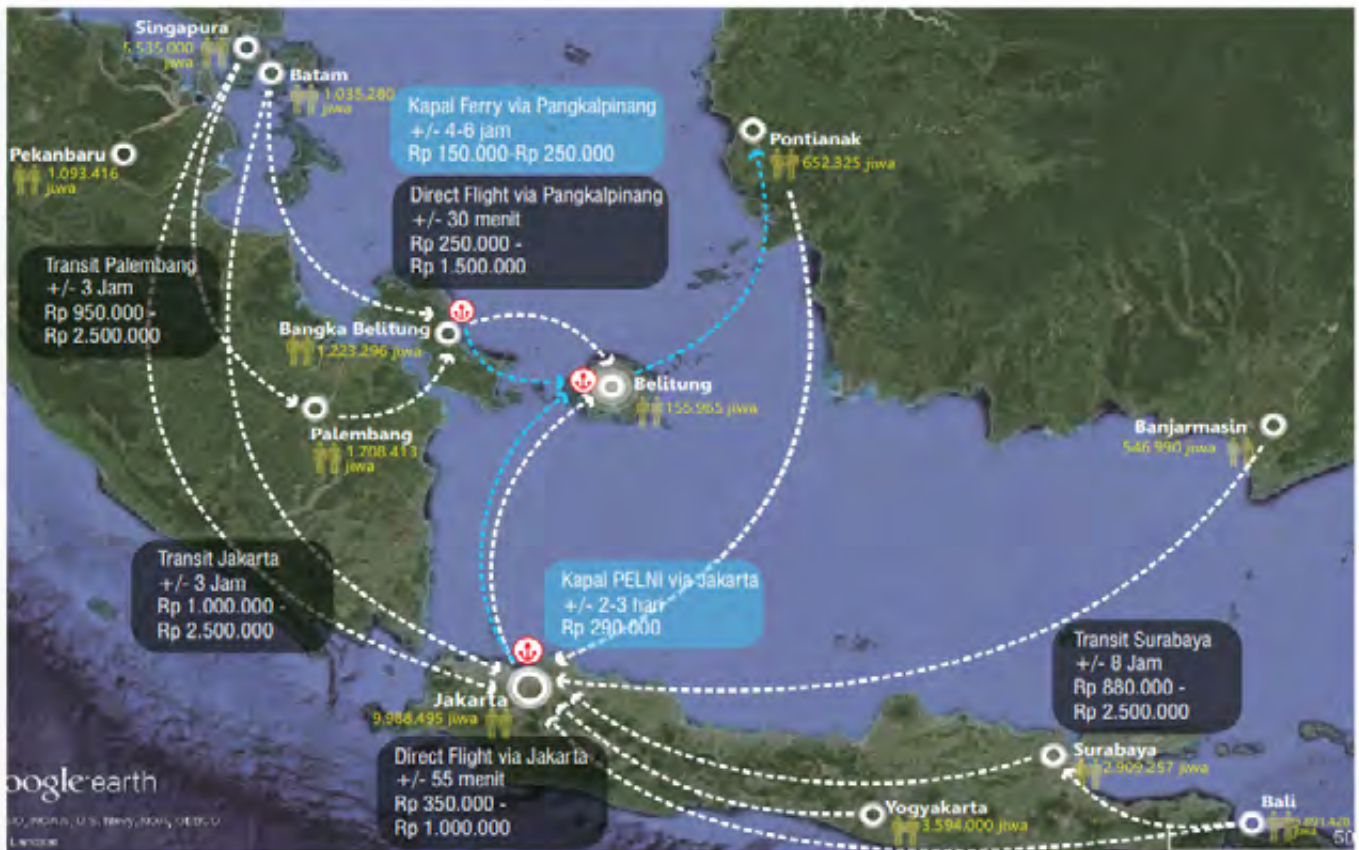 Singapura
5.535.000
jiwa
Batam
1.035.280
jiwa
Kapal Ferry via Pangkalpinang
+/- 4-6 jam
Rp 150.000-Rp 250.000
Pontianak
652.325 jiwa
Pekanbaru
1.093.416
jiwa
Direct Flight via Pangkalpinang
+/- 30 menit
Rp 250.000 -
Rp 1.500.000
Transit Palembang
+/- 3 Jam
Rp 950.000 -
Rp 2.500.000
Bangka Belitung
1.223.296 jiwa
Belitung
155.965 jiwa
Palembang
1.708.413
jiwa
Banjarmasin
546.990 jiwa
Transit Jakarta
+/- 3 Jam
Rp 1.000.000 -
Rp 2.500.000
Kapal PELNI via Jakarta
+/- 2-3 hari
Rp 290.000
Transit Surabaya
+/- 8 Jam
Rp 880.000 -
Rp 2.500.000
Jakarta
9.988.495 jiwa
Direct Flight via Jakarta
+/- 55 menit
Rp 350.000 -
Rp 1.000.000
Surabaya
2.909.257 jiwa
Yogyakarta
3.594.000 jiwa
Bali
jiwa
50
oogle earth
U.S. Navy, NGA, GEBCO